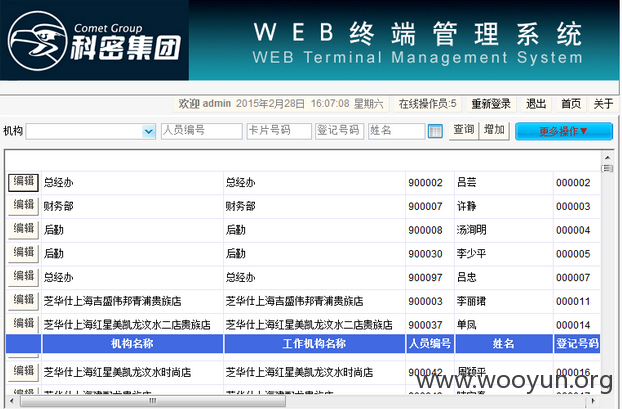 Comet Group
科密集团
WEB终端管理系统
WEB Terminal Management System
欢迎 admin 2015年2月28日 16:07:08 星期六 在线操作员:5 重新登录 退出 首页 关于
机构 人员编号 卡片号码 登记号码 姓名 查询 增加 更多操作▼
编辑 总经办 总经办 900002 吕芸 000002
编辑 财务部 财务部 900007 许静 000003
编辑 后勤 后勤 900008 汤洵明 000004
编辑 后勤 后勤 900030 李少平 000005
编辑 总经办 总经办 900097 吕忠 000007
编辑 芝华仕上海吉盛伟邦青浦贵族店 芝华仕上海吉盛伟邦青浦贵族店 900003 李丽珺 000011
编辑 芝华仕上海红星美凯龙汶水二店贵族店 芝华仕上海红星美凯龙汶水二店贵族店 900037 单凤 000014
机构名称 工作机构名称 人员编号 姓名 登记号码
编辑 芝华仕上海红星美凯龙汶水时尚店 芝华仕上海红星美凯龙汶水时尚店 900042 周颖平 000016
www.wooyun.org